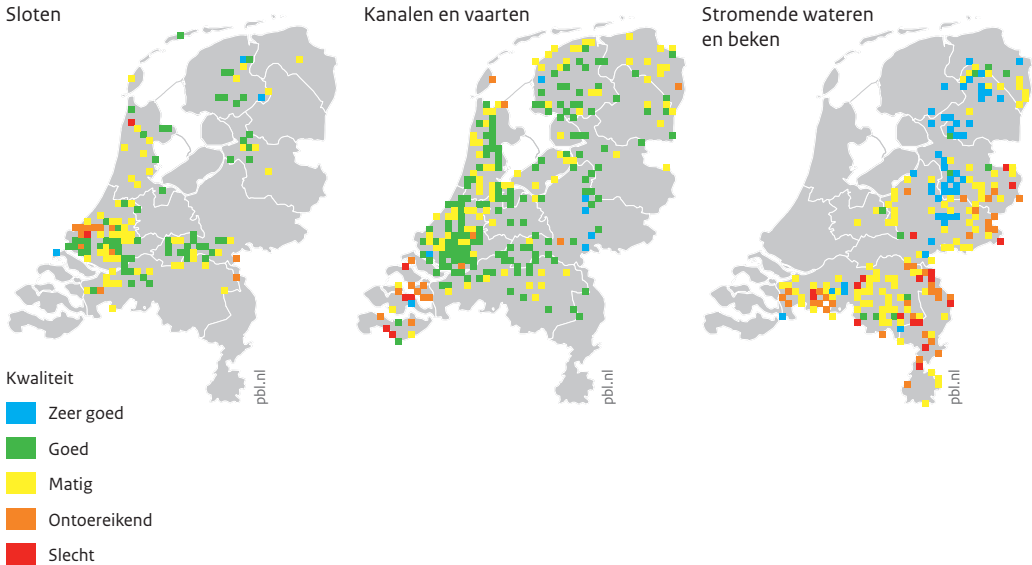 Sloten
Kanalen en vaarten
Stromende wateren
en beken
pbl.nl
pbl.nl
pbl.nl
Kwaliteit
Zeer goed
Goed
Matig
Ontoereikend
Slecht